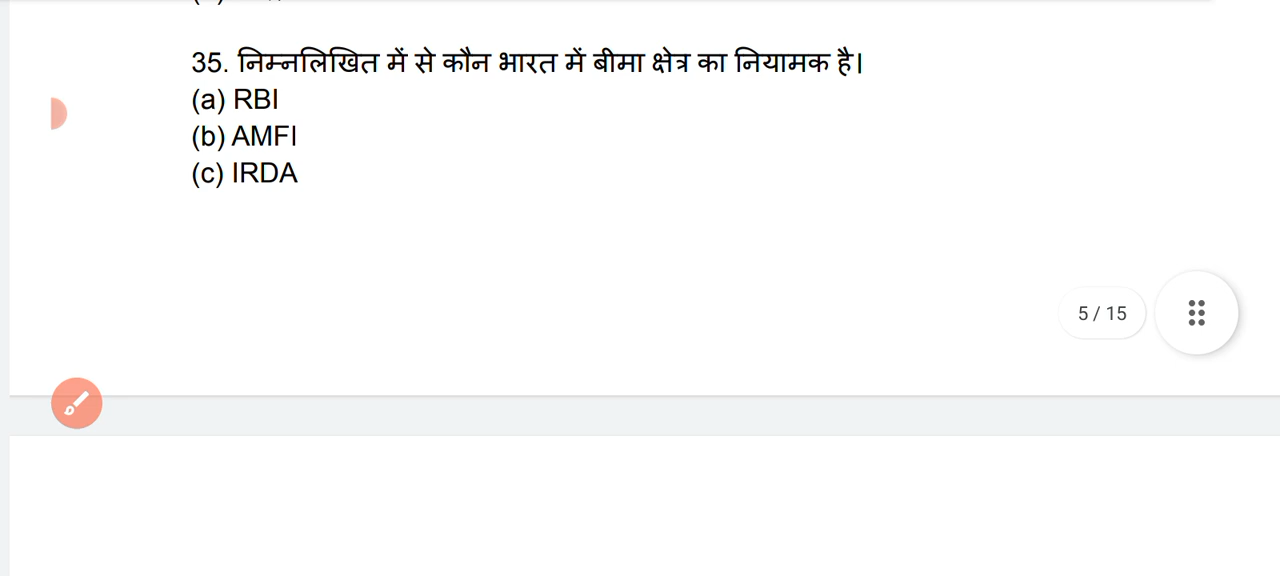 35. निम्नलिखित में से कौन भारत में बीमा क्षेत्र का नियामक है।
(a) RBI
(b) AMFI
(c) IRDA
5 / 15